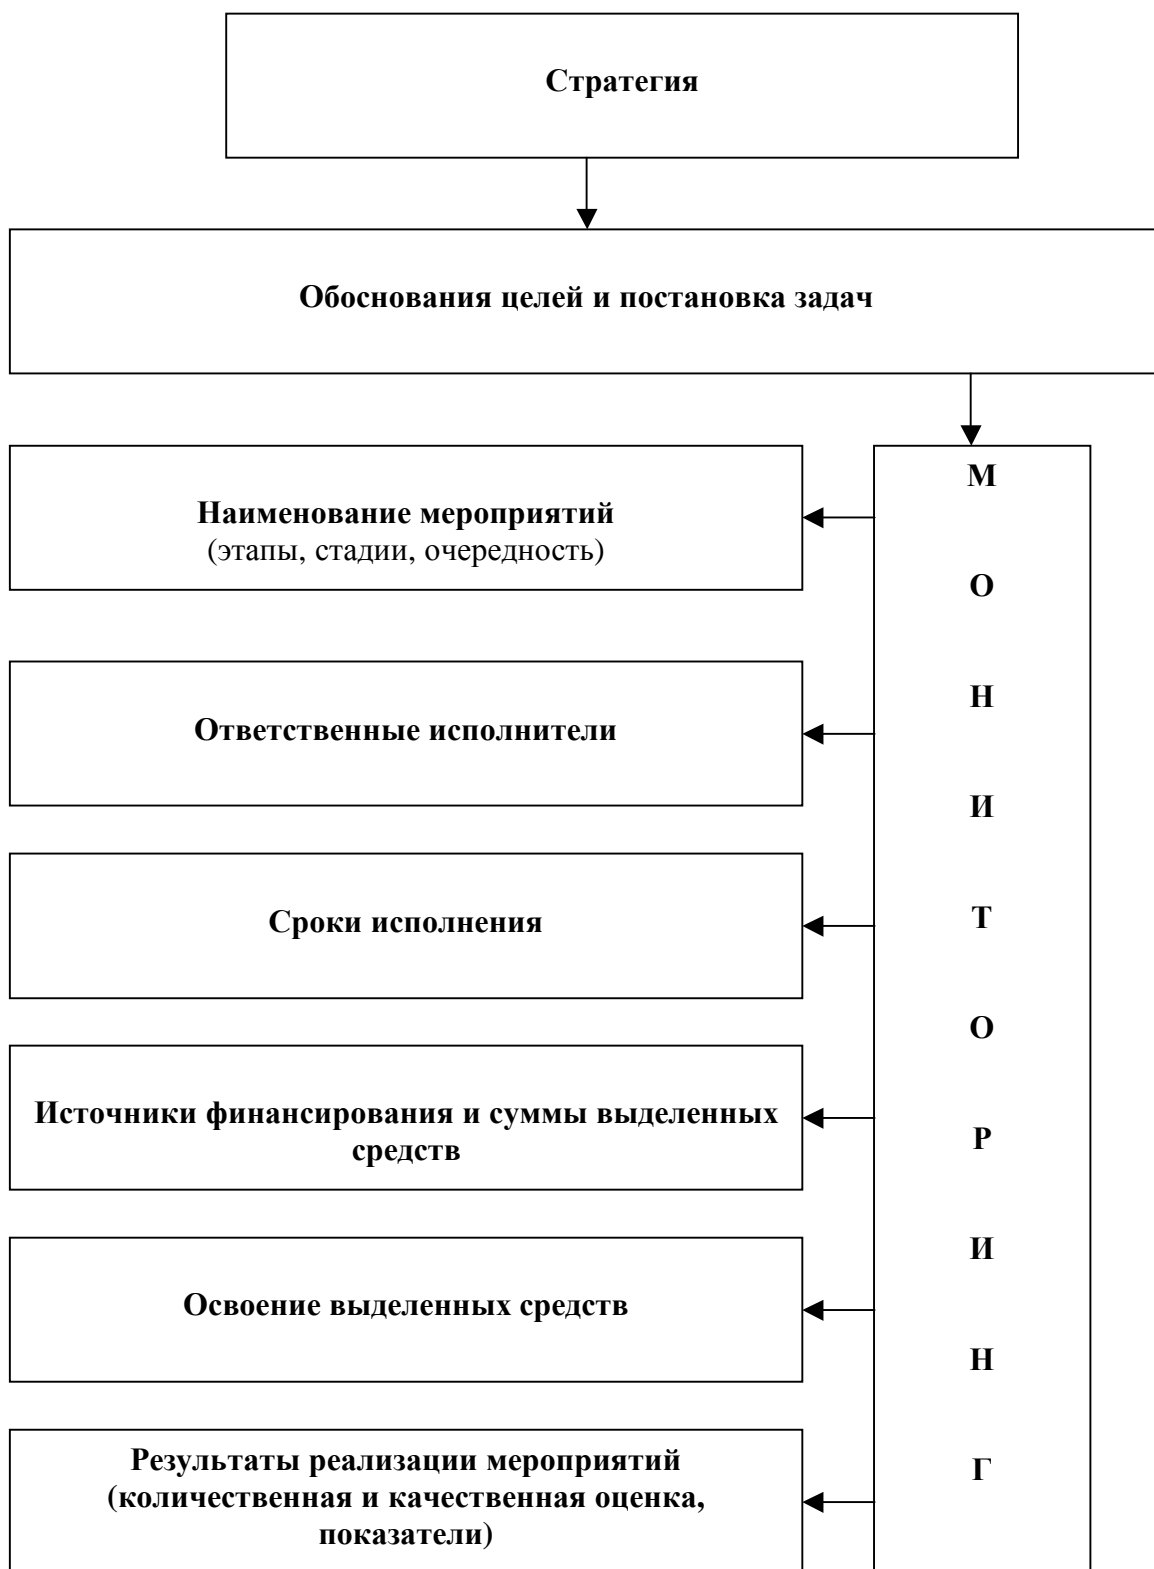 Стратегия
Обоснования целей и постановка задач
Наименование мероприятий
(этапы, стадии, очередность)
Ответственные исполнители
Сроки исполнения
Источники финансирования и суммы выделенных
средств
Освоение выделенных средств
Результаты реализации мероприятий
(количественная и качественная оценка,
показатели)
М
О
Н
И
Т
О
Р
И
Н
Г